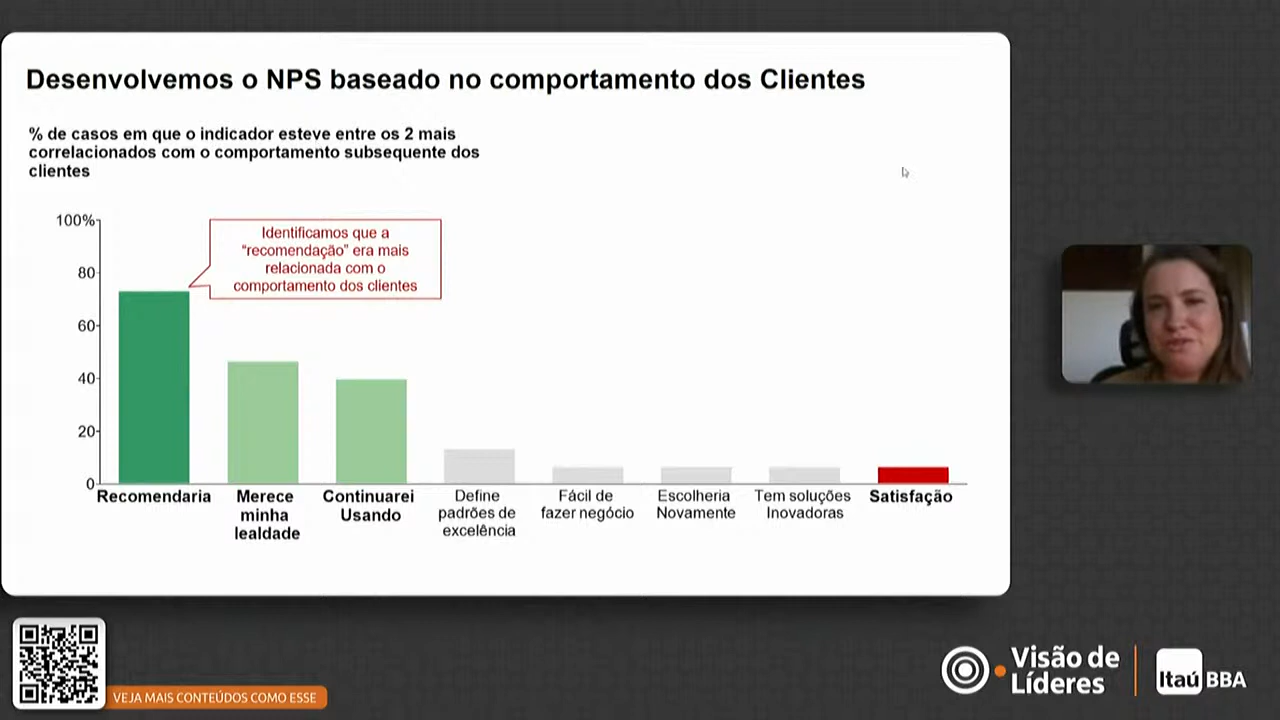 Desenvolvemos o NPS baseado no comportamento dos Clientes
% de casos em que o indicador esteve entre os 2 mais
correlacionados com o comportamento subsequente dos
clientes
100%
80
60
40
20
0
Identificamos que a
“recomendação” era mais
relacionada com o
comportamento dos clientes
Recomendaria
Merece
minha
lealdade
Continuarei
Usando
Define
padrões de
excelência
Fácil de
fazer negócio
Escolheria
Novamente
Tem soluções
Inovadoras
Satisfação
VEJA MAIS CONTEÚDOS COMO ESSE
Visão de
Líderes
Itaú BBA